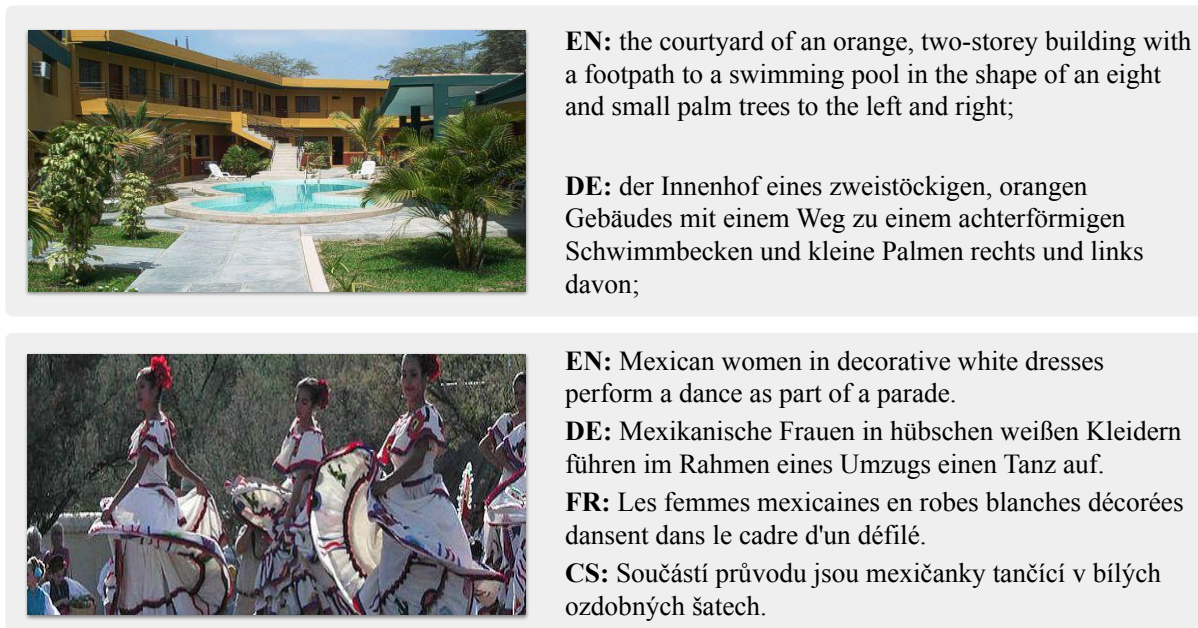 EN: the courtyard of an orange, two-storey building with
a footpath to a swimming pool in the shape of an eight
and small palm trees to the left and right;
DE: der Innenhof eines zweistöckigen, orangen
Gebäudes mit einem Weg zu einem achterförmigen
Schwimmbecken und kleine Palmen rechts und links
davon;
EN: Mexican women in decorative white dresses
perform a dance as part of a parade.
DE: Mexikanische Frauen in hübschen weißen Kleidern
führen im Rahmen eines Umzugs einen Tanz auf.
FR: Les femmes mexicaines en robes blanches décorées
dansent dans le cadre d'un défilé.
CS: Součástí průvodu jsou mexičanky tančící v bílých
ozdobných šatech.